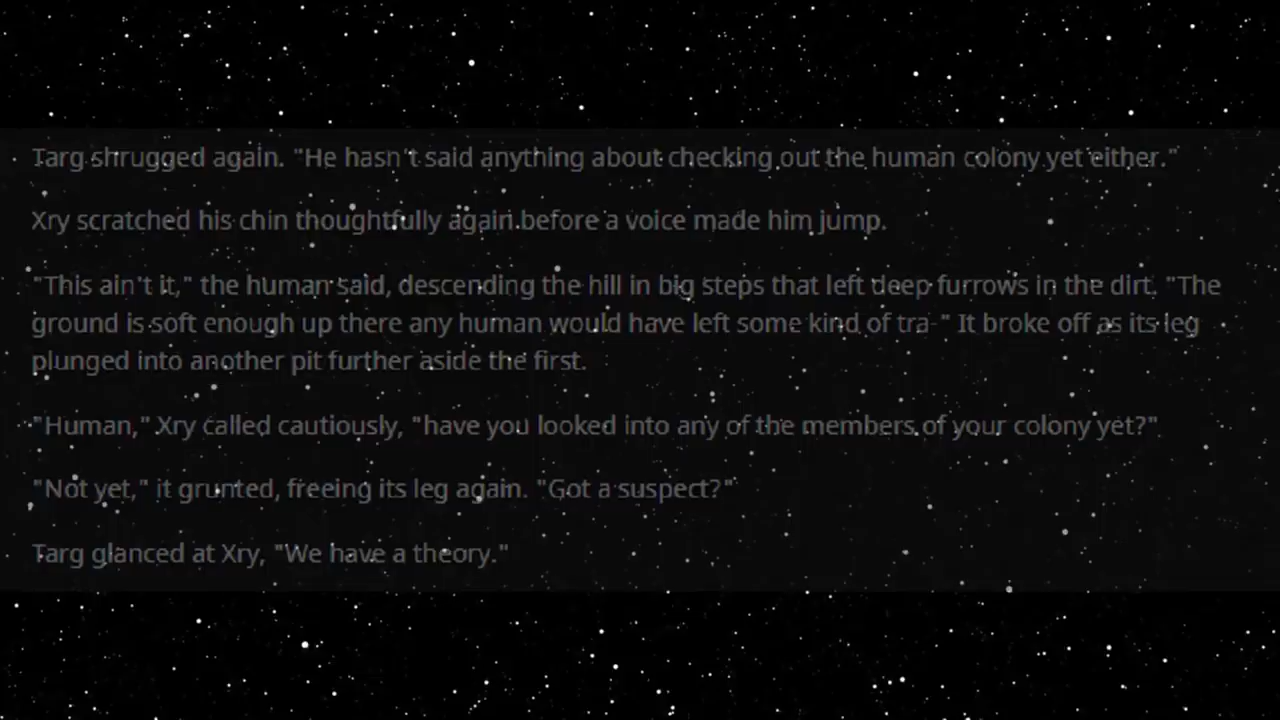 Targ shrugged again. "He hasn't said anything about checking out the human colony yet either."
Xry scratched his chin thoughtfully again before a voice made him jump.
"This ain't it," the human said, descending the hill in big steps that left deep furrows in the dirt. "The
ground is soft enough up there any human would have left some kind of tra-" It broke off as its leg
plunged into another pit further aside the first.
"Human," Xry called cautiously, "have you looked into any of the members of your colony yet?"
"Not yet," it grunted, freeing its leg again. "Got a suspect?"
Targ glanced at Xry, "We have a theory."